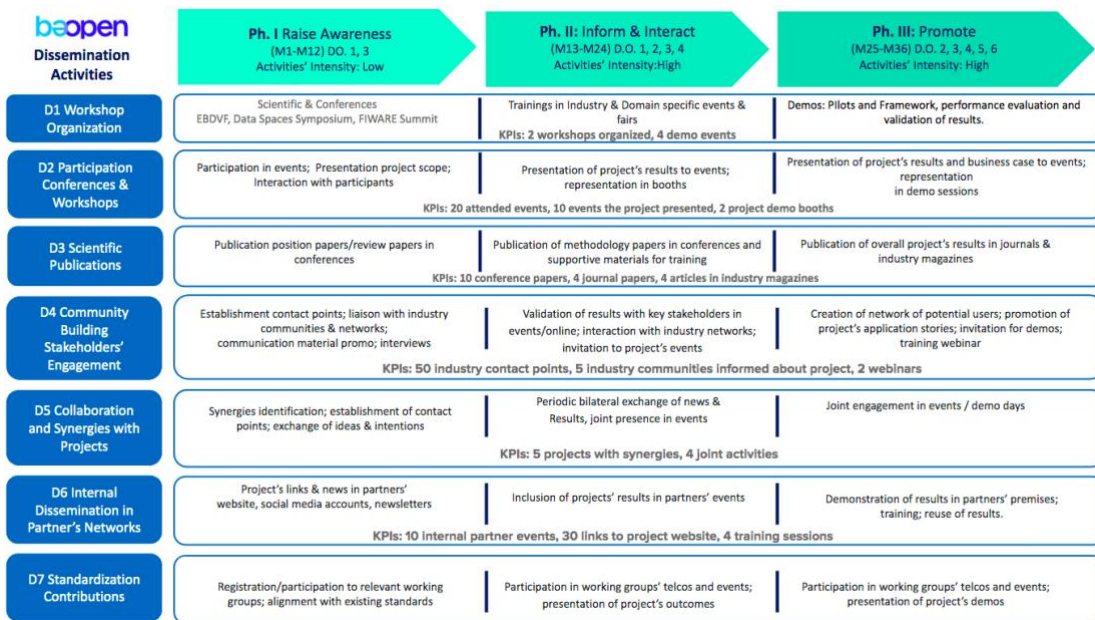 beopen
Dissemination
Activities
Ph. I Raise Awareness
(M1-M12) DO. 1, 3
Activities' Intensity: Low
Ph. II: Inform & Interact
(M13-M24) D.O. 1, 2, 3, 4
Activities' Intensity:High
Ph. III: Promote
(M25-M36) D.O. 2, 3, 4, 5, 6
Activities' Intensity: High
D1 Workshop
Organization
Scientific & Conferences
EBDVF, Data Spaces Symposium, FIWARE Summit
Trainings in Industry & Domain specific events &
fairs
Demos: PIlots and Framework, performance evaluation and
validation of results.
KPIs: 2 workshops organized, 4 demo events
D2 Participation
Conferences &
Workshops
Participation in events; Presentation project scope;
Interaction with participants
Presentation of project's results to events;
representation in booths
Presentation of project's results and business case to events;
representation
in demo sessions
KPIs: 20 attended events, 10 events the project presented, 2 project demo booths
D3 Scientific
Publications
Publication position papers/review papers in
conferences
Publication of methodology papers in conferences and
supportive materials for training
Publication of overall project's results in journals &
industry magazines
KPIs: 10 conference papers, 4 journal papers, 4 articles in industry magazines
D4 Community
Building
Stakeholders'
Engagement
Establishment contact points; liaison with industry
communities & networks;
communication material promo; interviews
Validation of results with key stakeholders in
events/online; interaction with industry networks;
invitation to project's events
Creation of network of potential users; promotion of
project's application stories; invitation for demos;
training webinar
KPIs: 50 industry contact points, 5 industry communities informed about project, 2 webinars
D5 Collaboration
and Synergies with
Projects
Synergies identification; establishment of contact
points; exchange of ideas & intentions
Periodic bilateral exchange of news &
Results, joint presence in events
Joint engagement in events / demo days
KPIs: 5 projects with synergies, 4 joint activities
D6 Internal
Dissemination in
Partner's Networks
Project's links & news in partners'
website, social media accounts, newsletters
Inclusion of projects' results in partners' events
Demonstration of results in partners' premises;
training; reuse of results.
KPIs: 10 internal partner events, 30 links to project website, 4 training sessions
D7 Standardization
Contributions
Registration/participation to relevant working
groups; alignment with existing standards
Participation in working groups' telcos and events;
presentation of project's outcomes
Participation in working groups' telcos and events;
presentation of project's demos